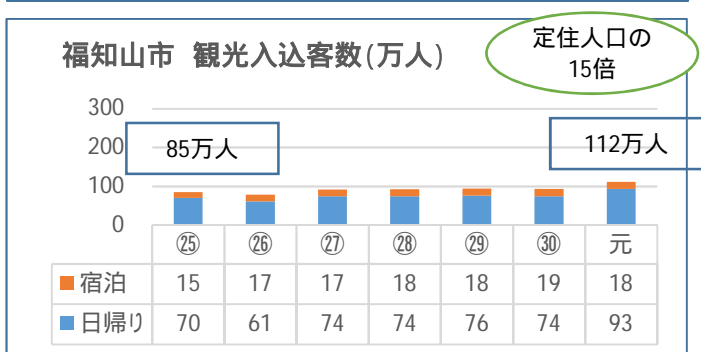 福知山市 観光入込客数(万人)
定住人口の
15倍
300
200
100
0
85万人
112万人
㉕ ㉖ ㉗ ㉘ ㉙ ㉚ 元
宿泊 15 17 17 18 18 19 18
日帰り 70 61 74 74 76 74 93